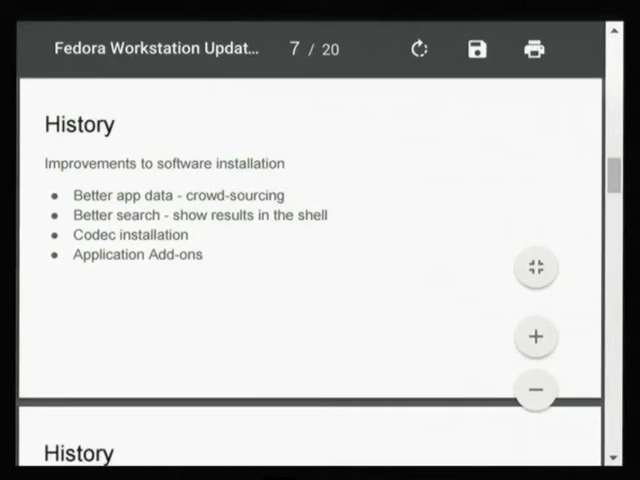 Fedora Workstation Updat... 7 / 20
History
Improvements to software installation
● Better app data - crowd-sourcing
● Better search - show results in the shell
● Codec installation
● Application Add-ons
History